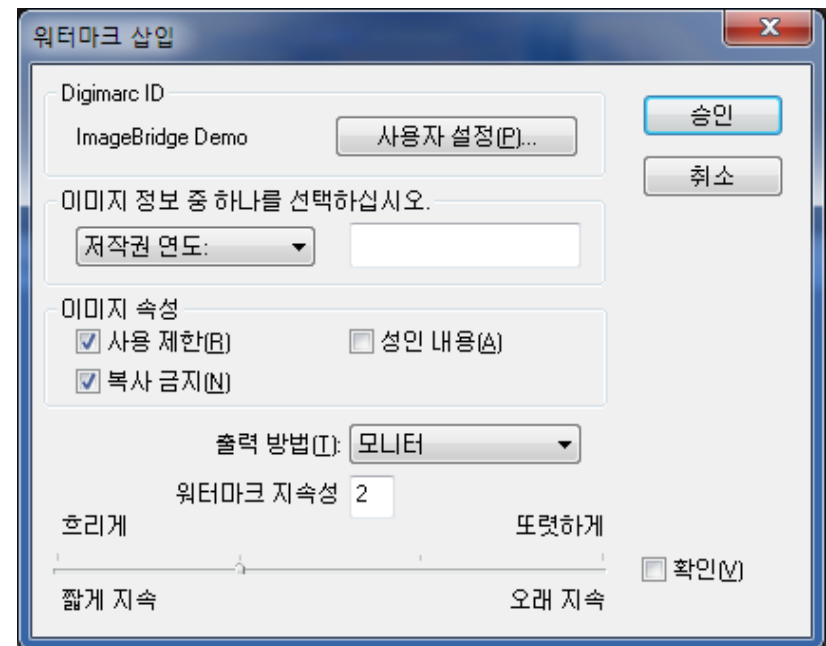 워터마크 삽입
X
Digimarc ID
ImageBridge Demo
사용자 설정(P)...
승인
취소
이미지 정보 중 하나를 선택하십시오.
저작권 연도:
이미지 속성
사용 제한(R)
성인 내용(A)
복사 금지(N)
출력 방법(T): 모니터
워터마크 지속성 2
흐리게 또렷하게
확인(V)
짧게 지속 오래 지속